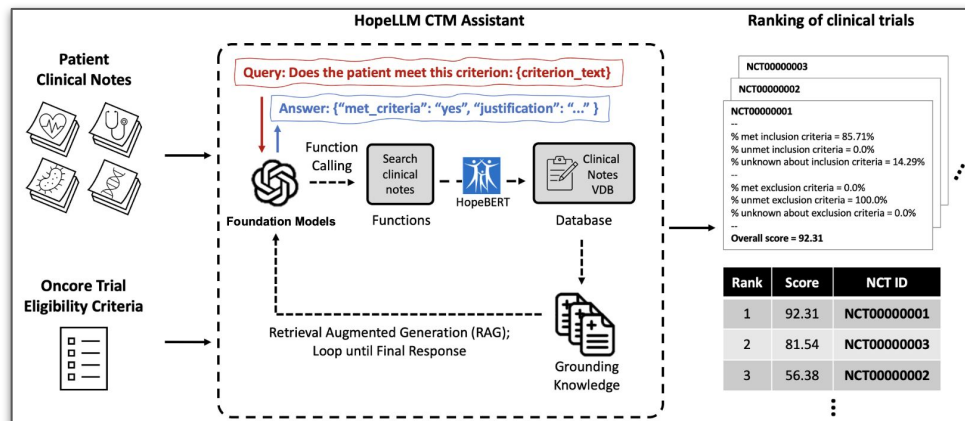 HopeLLM CTM Assistant
Ranking of clinical trials
Patient
Clinical Notes
Oncore Trial
Eligibility Criteria
Query: Does the patient meet this criterion: {criterion_text}
Answer: {“met_criteria”: “yes”, “justification”: “...” }
Function
Calling
Foundation Models
Search
clinical
notes
Functions
HopeBERT
Clinical
Notes
VDB
Database
Retrieval Augmented Generation (RAG);
Loop until Final Response
Grounding
Knowledge
NCT00000003
NCT00000002
NCT00000001
--
% met inclusion criteria = 85.71%
% unmet inclusion criteria = 0.0%
% unknown about inclusion criteria = 14.29%
--
% met exclusion criteria = 0.0%
% unmet exclusion criteria = 100.0%
% unknown about exclusion criteria = 0.0%
--
Overall score = 92.31
Rank Score NCT ID
1 92.31 NCT00000001
2 81.54 NCT00000003
3 56.38 NCT00000002